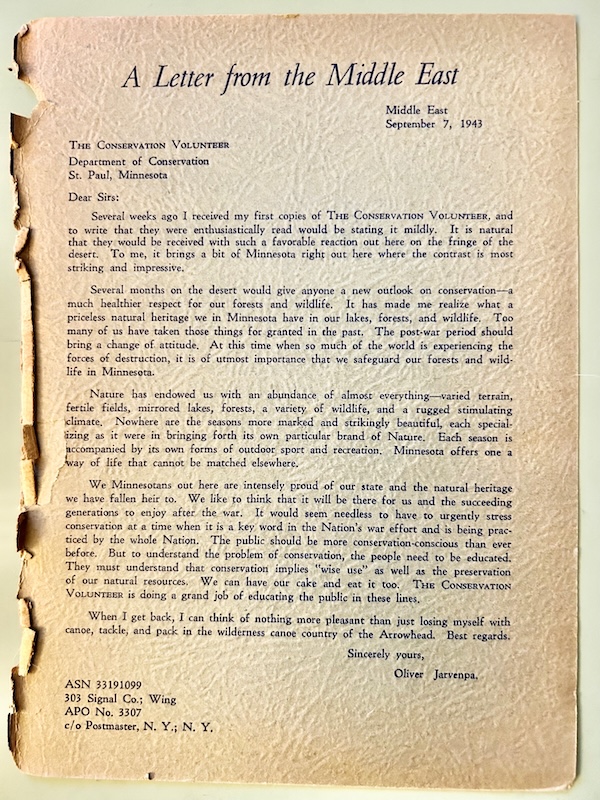 A Letter from the Middle East
Middle East
September 7, 1943
THE CONSERVATION VOLUNTEER
Department of Conservation
St. Paul, Minnesota
Dear Sirs:
Several weeks ago I received my first copies of THE CONSERVATION VOLUNTEER, and
to write that they were enthusiastically read would be stating it mildly. It is natural
that they would be received with such a favorable reaction out here on the fringe of the
desert. To me, it brings a bit of Minnesota right out here where the contrast is most
striking and impressive.
Several months on the desert would give anyone a new outlook on conservation—a
much healthier respect for our forests and wildlife. It has made me realize what a
priceless natural heritage we in Minnesota have in our lakes, forests, and wildlife. Too
many of us have taken those things for granted in the past. The post-war period should
bring a change of attitude. At this time when so much of the world is experiencing the
forces of destruction, it is of utmost importance that we safeguard our forests and wild-
life in Minnesota.
Nature has endowed us with an abundance of almost everything—varied terrain,
fertile fields, mirrored lakes, forests, a variety of wildlife, and a rugged stimulating
climate. Nowhere are the seasons more marked and strikingly beautiful, each special-
izing as it were in bringing forth its own particular brand of Nature. Each season is
accompanied by its own forms of outdoor sport and recreation. Minnesota offers one a
way of life that cannot be matched elsewhere.
We Minnesotans out here are intensely proud of our state and the natural heritage
we have fallen heir to. We like to think that it will be there for us and the succeeding
generations to enjoy after the war. It would seem needless to have to urgently stress
conservation at a time when it is a key word in the Nation's war effort and is being prac-
ticed by the whole Nation. The public should be more conservation-conscious than ever
before. But to understand the problem of conservation, the people need to be educated.
They must understand that conservation implies "wise use" as well as the preservation
of our natural resources. We can have our cake and eat it too. THE CONSERVATION
VOLUNTEER is doing a grand job of educating the public in these lines.
When I get back, I can think of nothing more pleasant than just losing myself with
canoe, tackle, and pack in the wilderness canoe country of the Arrowhead. Best regards.
Sincerely yours,
Oliver Jarvenpa.
ASN 33191099
303 Signal Co.; Wing
APO No. 3307
c/o Postmaster, N. Y.; N. Y.